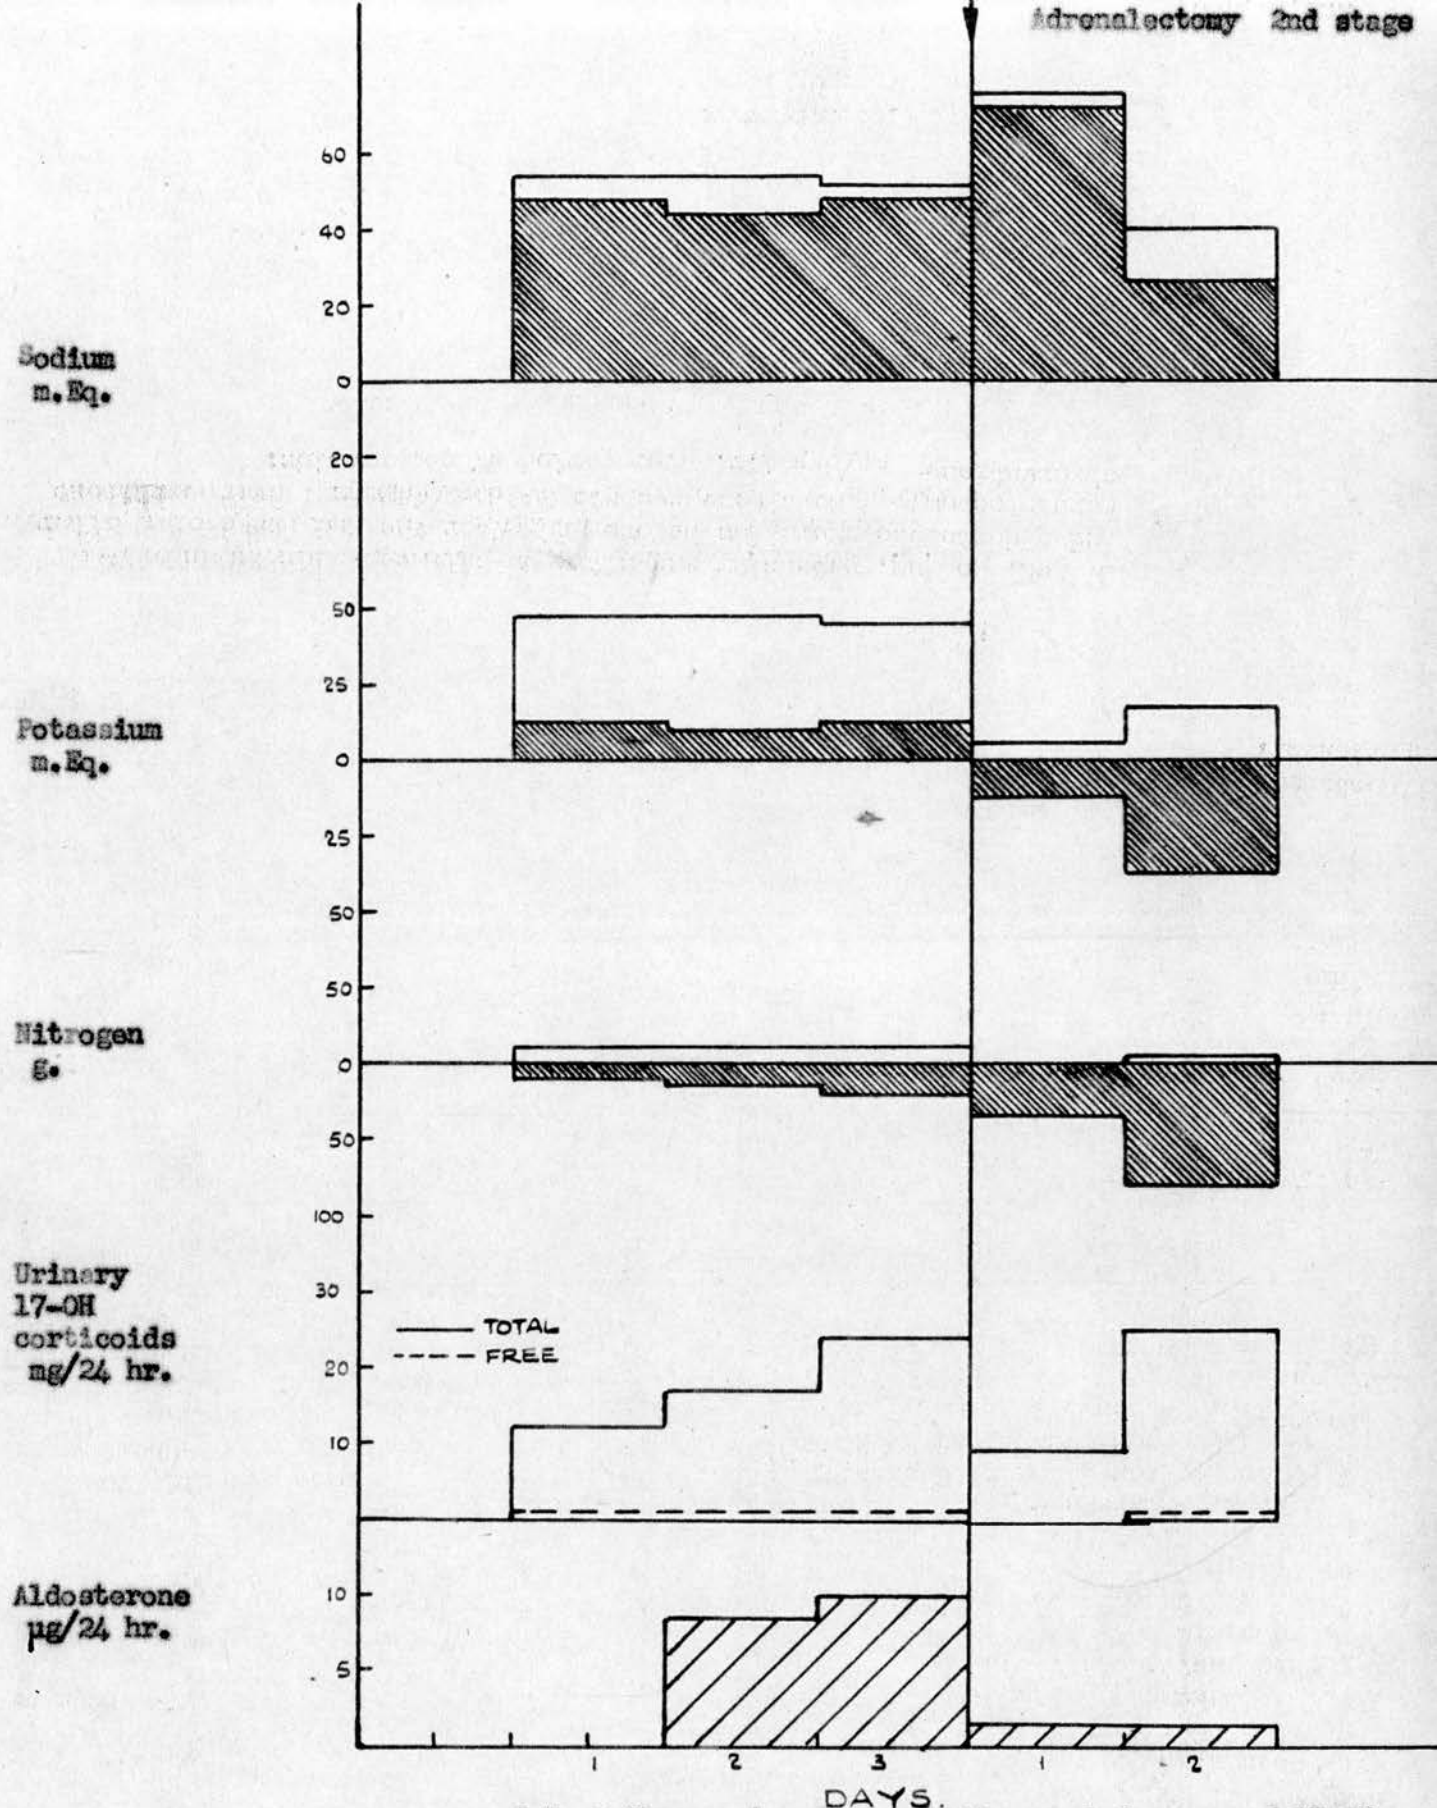 Adrenalectomy 2nd stage
60
40
20
0
Sodium
m.Eq.
20
50
25
0
Potassium
m.Eq.
25
50
50
Nitrogen
g.
0
50
100
Urinary
17-OH
corticoids
mg/24 hr.
30
20
10
TOTAL
FREE
Aldosterone
µg/24 hr.
10
5
1 2 3 1 2
DAYS.